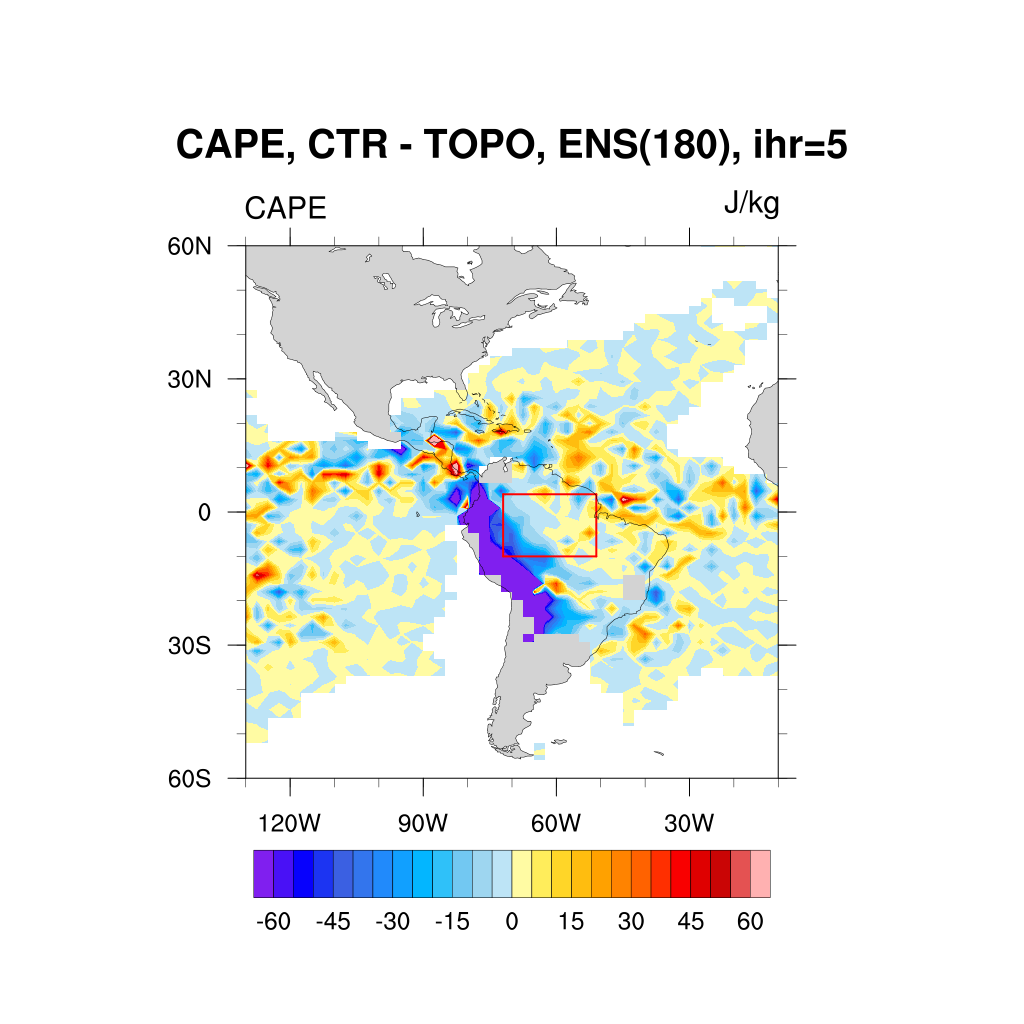 CAPE, CTR - TOPO, ENS(180), ihr=5
CAPE J/kg
60N
30N
0
30S
60S
120W 90W 60W 30W
-60 -45 -30 -15 0 15 30 45 60